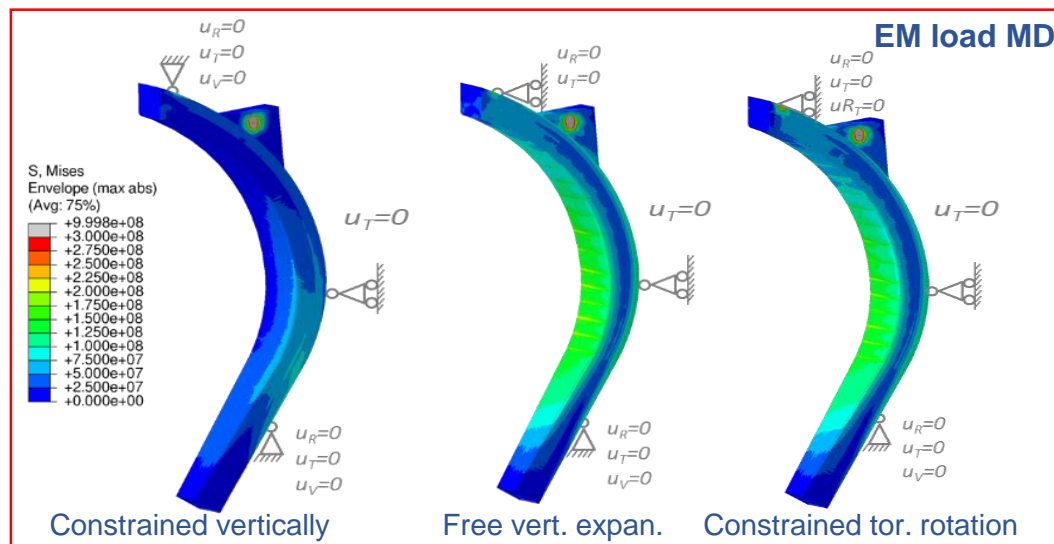 EM load MD
u_R=0
u_T=0
u_V=0
u_R=0
u_T=0
u_R=0
u_T=0
uR_T=0
S, Mises
Envelope (max abs)
(Avg: 75%)
+9.998e+08
+3.000e+08
+2.750e+08
+2.500e+08
+2.250e+08
+2.000e+08
+1.750e+08
+1.500e+08
+1.250e+08
+1.000e+08
+7.500e+07
+5.000e+07
+2.500e+07
+0.000e+00
u_T=0
u_T=0
u_T=0
u_R=0
u_T=0
u_V=0
u_R=0
u_T=0
u_V=0
u_R=0
u_T=0
u_V=0
Constrained vertically
Free vert. expan.
Constrained tor. rotation